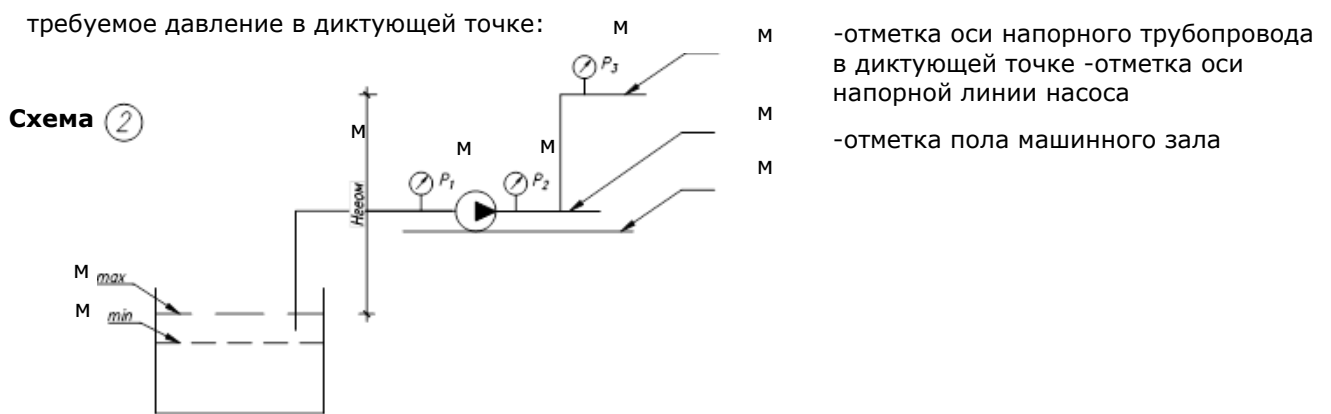 требуемое давление в диктующей точке: м
м -отметка оси напорного трубопровода
в диктующей точке -отметка оси
напорной линии насоса
P3
Схема 2
м
м
м
м
-отметка пола машинного зала
м
P1
P2
Hгеом
м max
м min